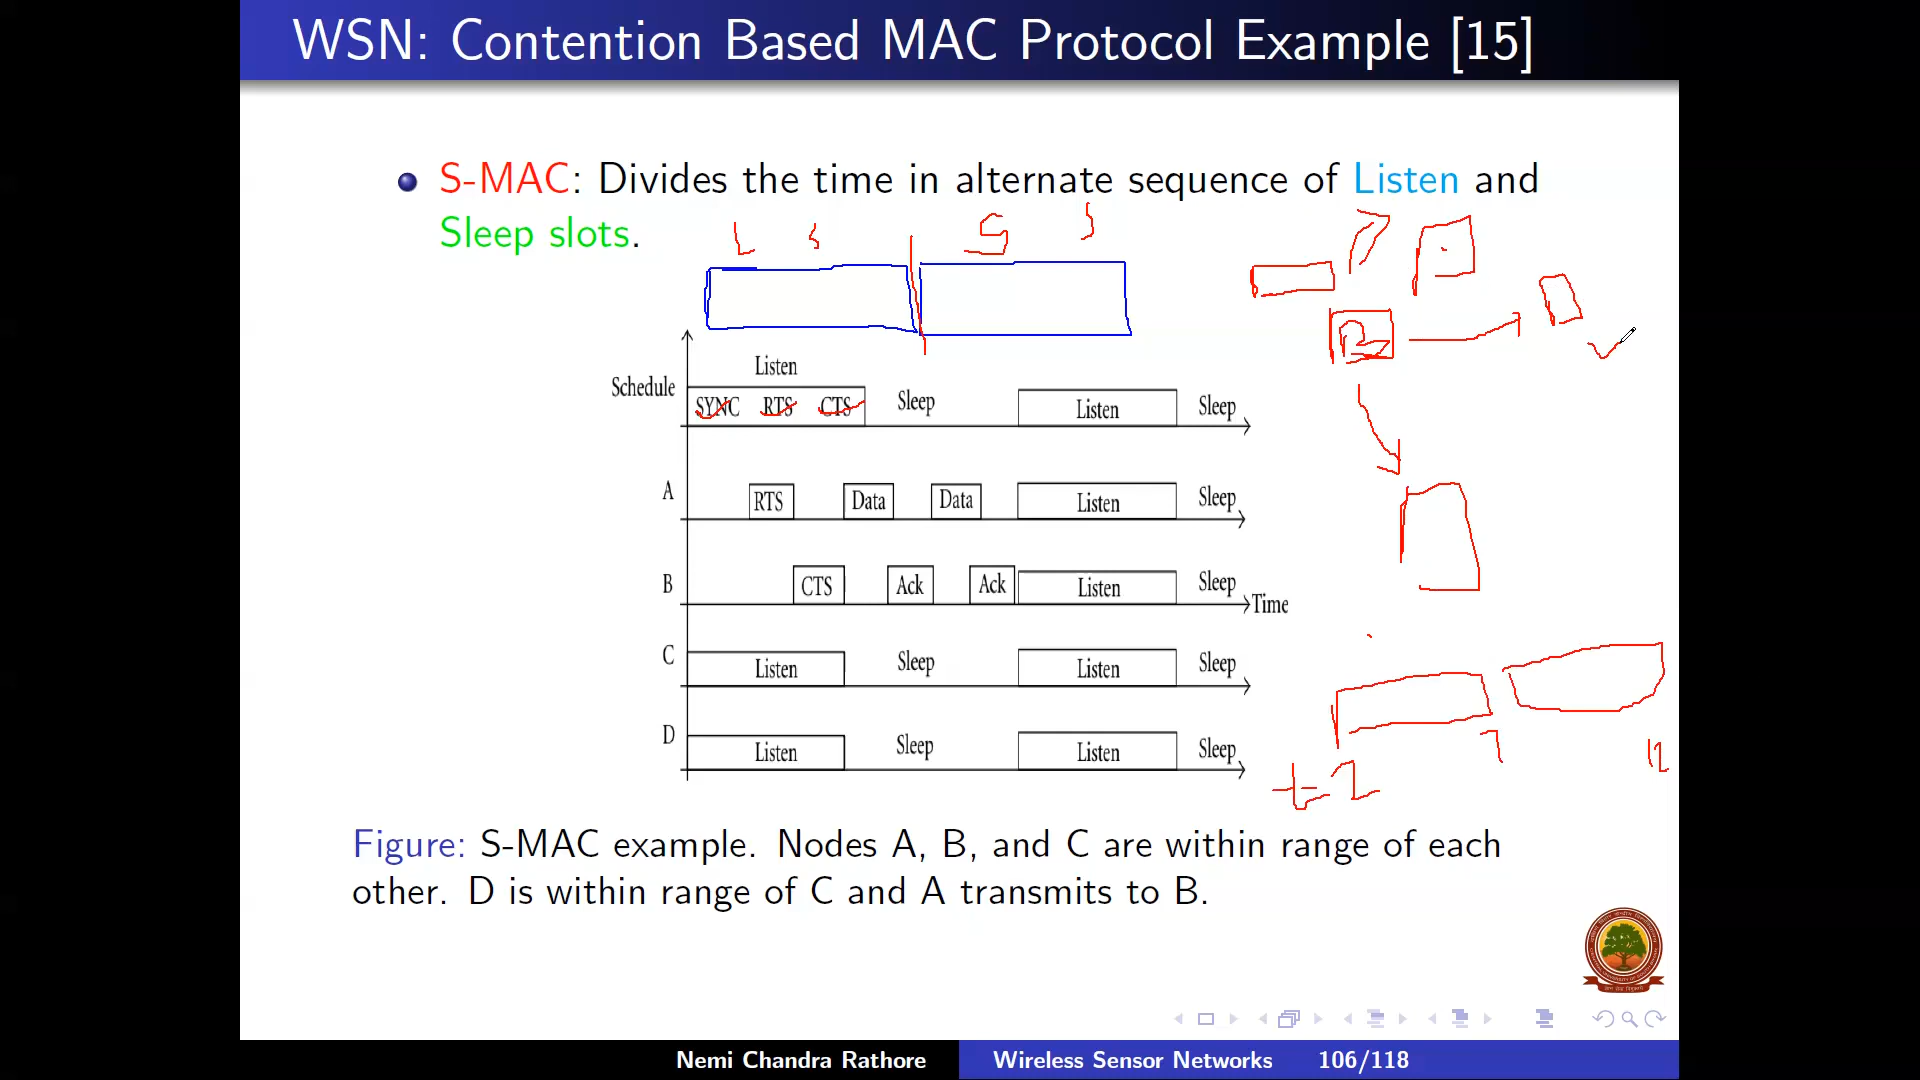 WSN: Contention Based MAC Protocol Example [15]
S-MAC: Divides the time in alternate sequence of Listen and
Sleep slots.
L S S S
Listen
Schedule SYNC RTS CTS Sleep Listen Sleep
A RTS Data Data Listen Sleep
B CTS Ack Ack Listen Sleep
Time
C Listen Sleep Listen Sleep
D Listen Sleep Listen Sleep
Figure: S-MAC example. Nodes A, B, and C are within range of each
other. D is within range of C and A transmits to B.
Nemi Chandra Rathore Wireless Sensor Networks 106/118